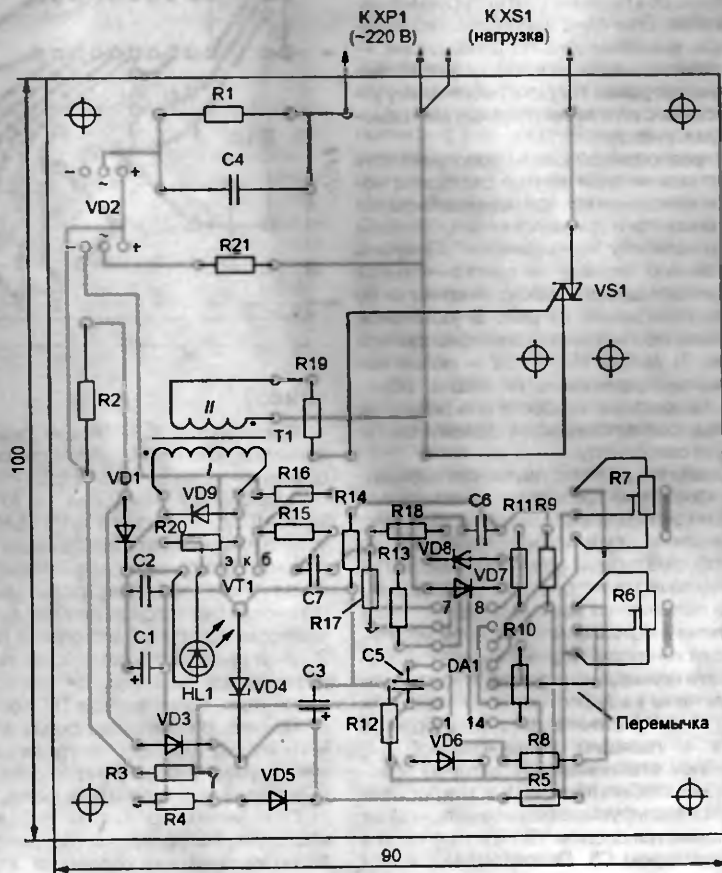 К XP1
(~220 В)
К XS1
(нагрузка)
R1
C4
- ~ +
VD2
- ~ +
R21
VS1
R2
R19
II
T1
I
100
VD1
VD9
R16
R14
R18
C6
R11
R9
R7
R20
R15
R13
VD8
VD7
э к б
C2
VT1
C7
R17
7
8
R6
C1
R10
HL1
VD4
C3
C5
DA1
+
+
R12
1
14
Перемычка
VD3
VD6
R8
R3
R4
VD5
R5
90